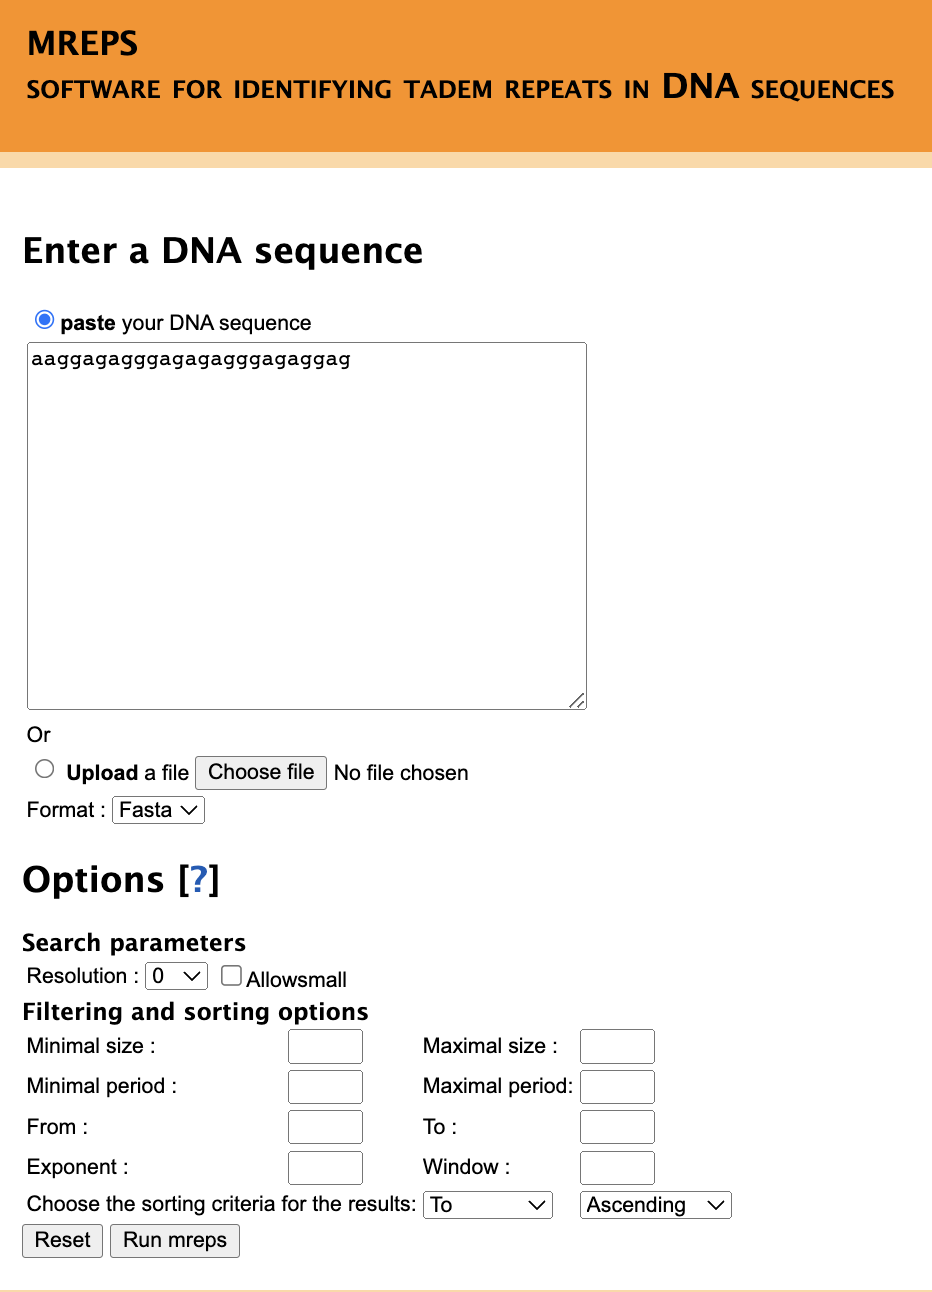 MREPS
SOFTWARE FOR IDENTIFYING TADEM REPEATS IN DNA SEQUENCES
Enter a DNA sequence
paste your DNA sequence
aaggagagggagagagggagaggag
Or
Upload a file Choose file No file chosen
Format : Fasta
Options [?]
Search parameters
Resolution : 0 Allowsmall
Filtering and sorting options
Minimal size : Maximal size :
Minimal period : Maximal period:
From : To :
Exponent : Window :
Choose the sorting criteria for the results: To Ascending
Reset Run mreps